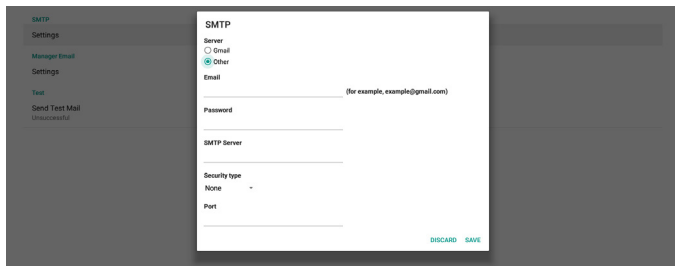 SMTP
Settings
Manager Email
Settings
Test
Send Test Mail
Unsuccessful
SMTP
Server
Gmail
Other
Email
(for example, example@gmail.com)
Password
SMTP Server
Security type
None
Port
DISCARD SAVE